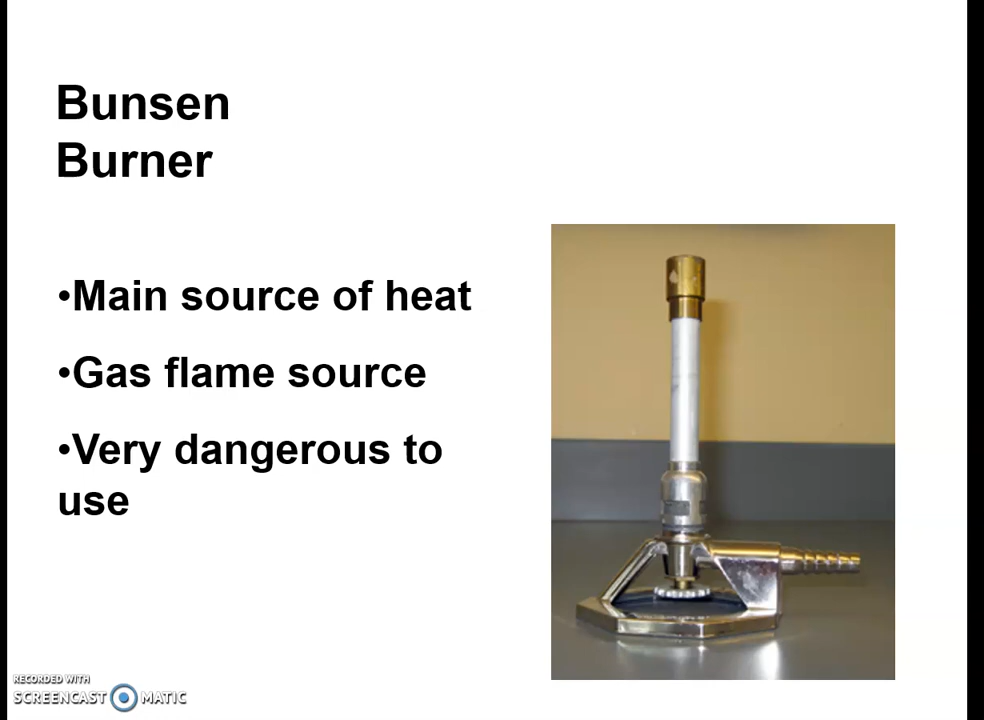 Bunsen
Burner
•Main source of heat
•Gas flame source
•Very dangerous to
use
RECORDED WITH
SCREENCAST MATIC